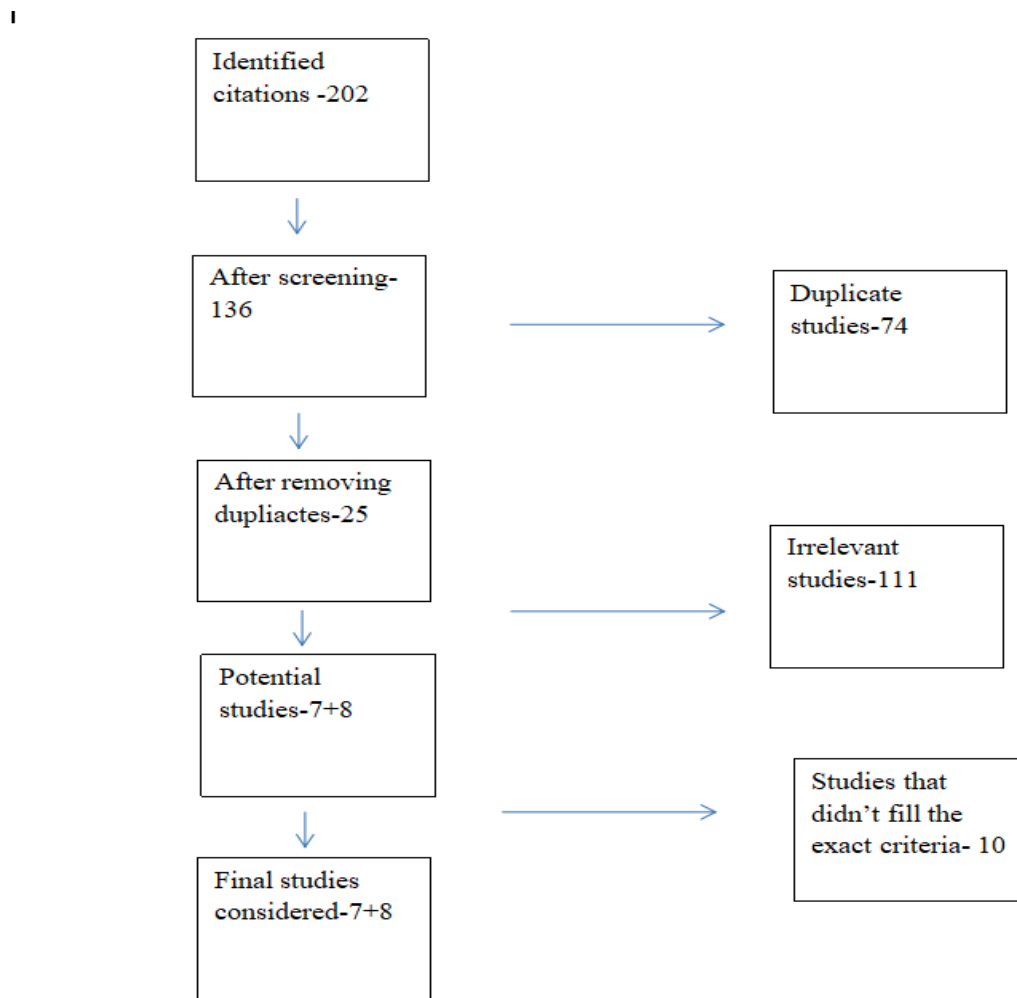 I
Identified
citations -202
After screening-
136
Duplicate
studies-74
After removing
dupliactes-25
Irrelevant
studies-111
Potential
studies-7+8
Studies that
didn’t fill the
exact criteria- 10
Final studies
considered-7+8